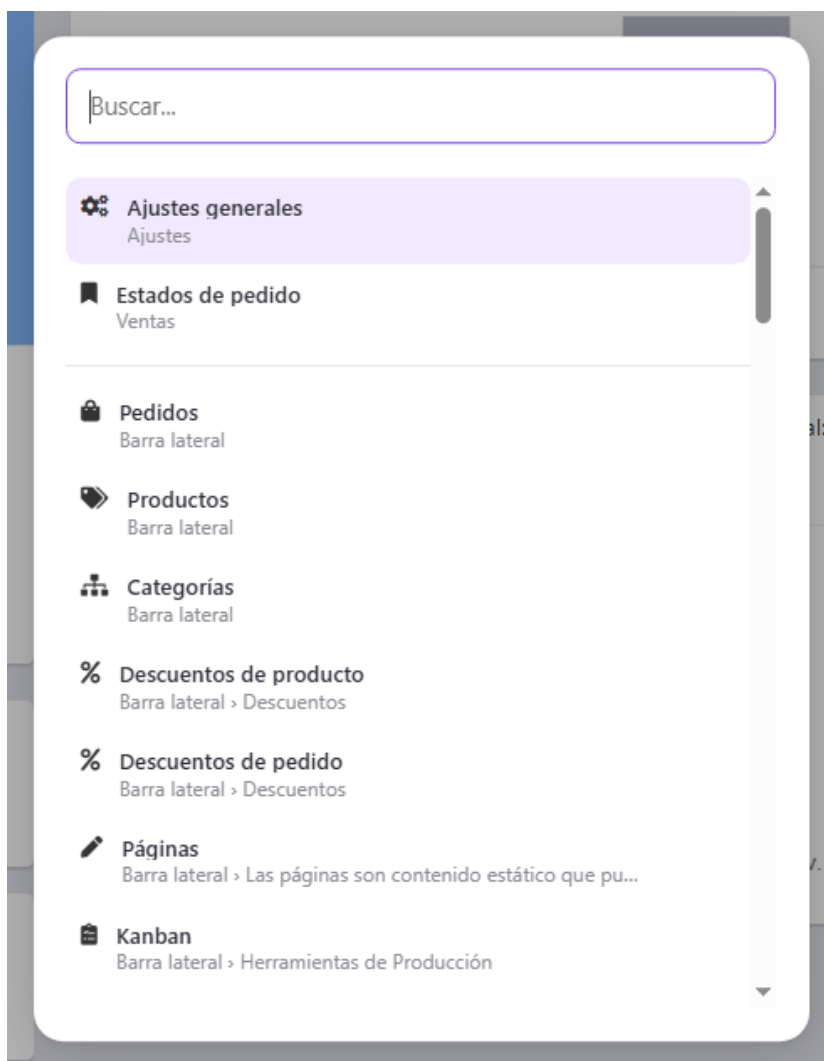 Buscar...
Ajustes generales
Ajustes
Estados de pedido
Ventas
Pedidos
Barra lateral
Productos
Barra lateral
Categorías
Barra lateral
Descuentos de producto
Barra lateral › Descuentos
Descuentos de pedido
Barra lateral › Descuentos
Páginas
Barra lateral › Las páginas son contenido estático que pu...
Kanban
Barra lateral › Herramientas de Producción